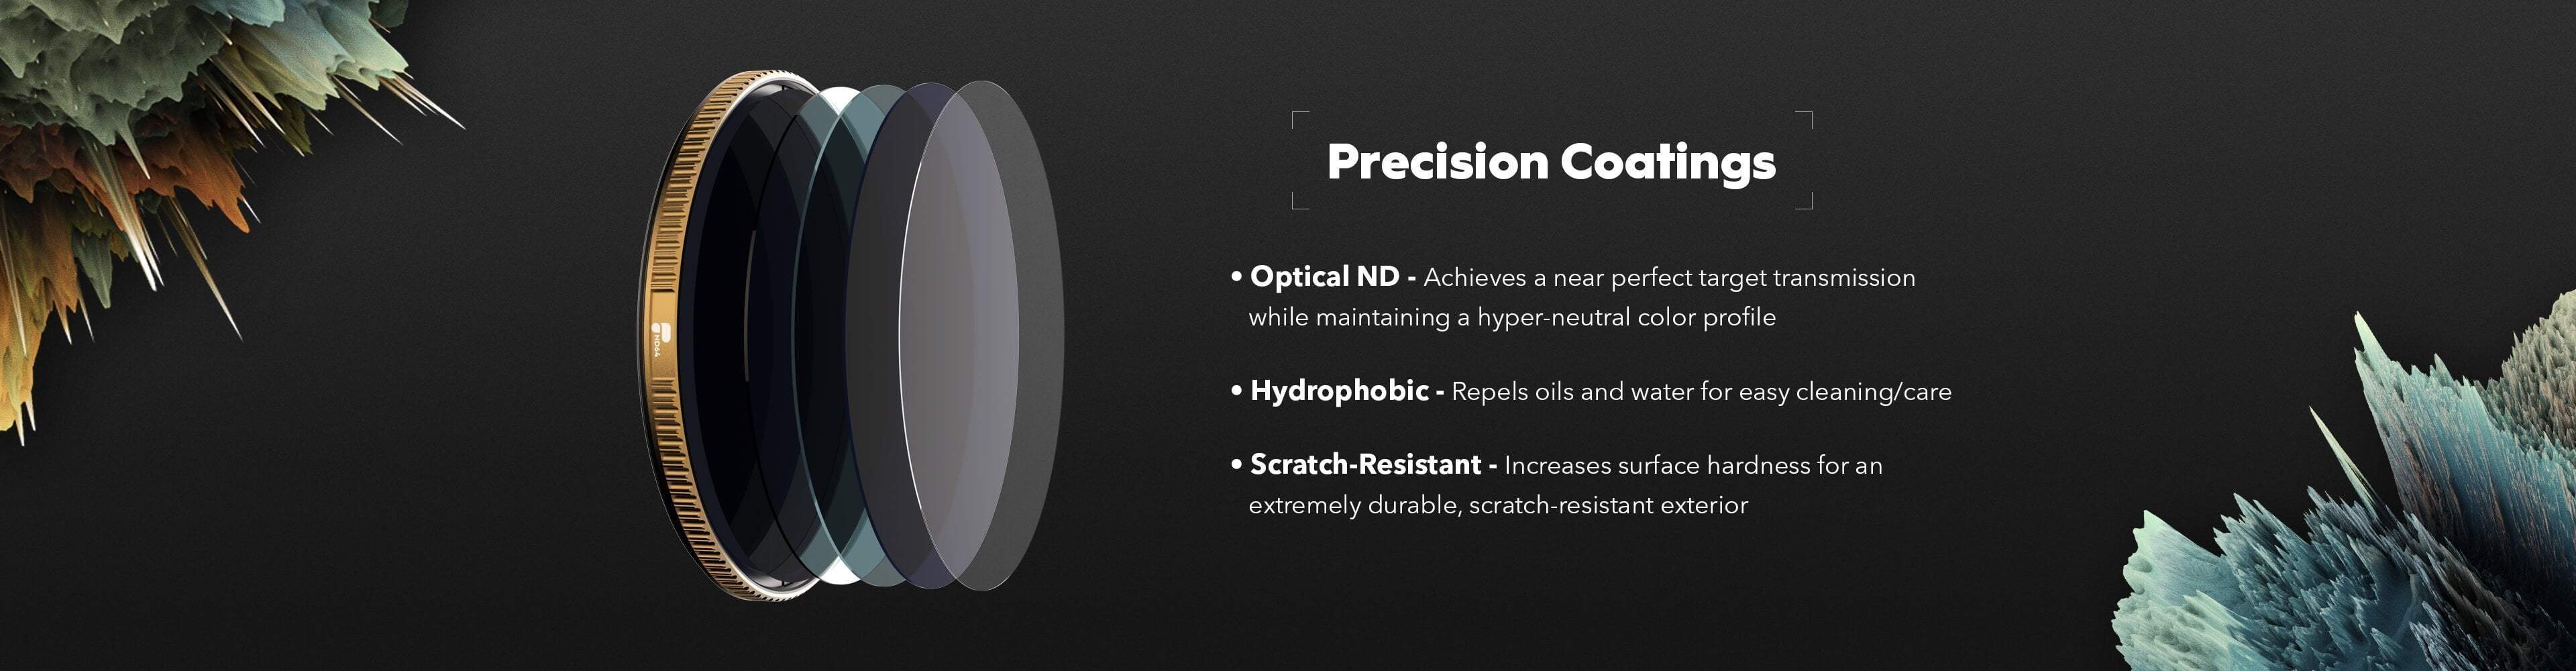 Precision Coatings
• Optical ND - Achieves a near perfect target transmission
while maintaining a hyper-neutral color profile
• Hydrophobic - Repels oils and water for easy cleaning/care
• Scratch-Resistant - Increases surface hardness for an
extremely durable, scratch-resistant exterior
ND64